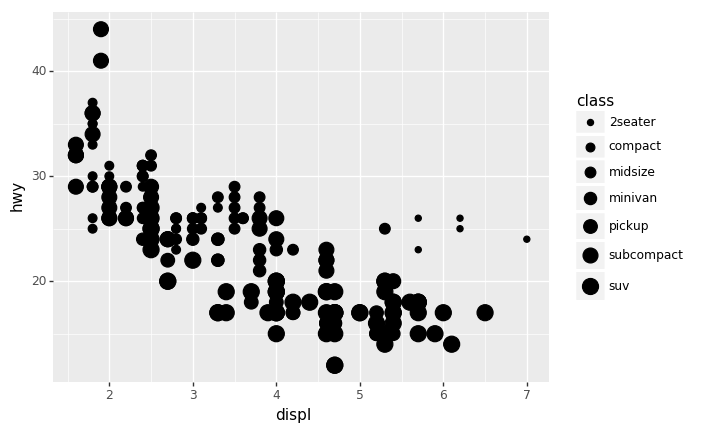 40
30
20
hwy
2
3
4
5
6
7
displ
class
2seater
compact
midsize
minivan
pickup
subcompact
suv